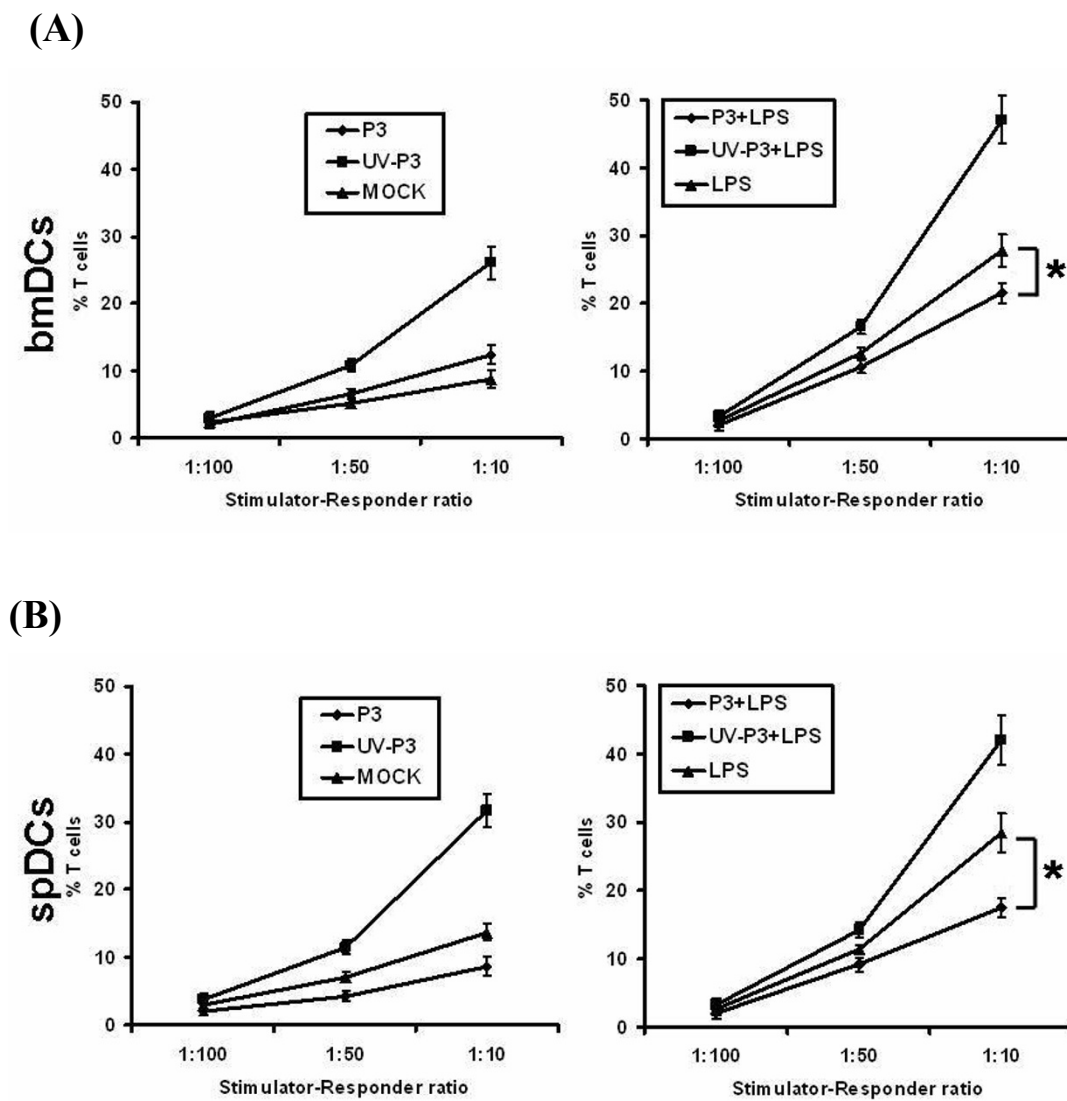 (A)
bmDCs
% T cells
50
40
30
20
10
0
P3
UV-P3
MOCK
1:100 1:50 1:10
Stimulator-Responder ratio
% T cells
50
40
30
20
10
0
P3+LPS
UV-P3+LPS
LPS
*
1:100 1:50 1:10
Stimulator-Responder ratio
(B)
spDCs
% T cells
50
40
30
20
10
0
P3
UV-P3
MOCK
1:100 1:50 1:10
Stimulator-Responder ratio
% T cells
50
40
30
20
10
0
P3+LPS
UV-P3+LPS
LPS
*
1:100 1:50 1:10
Stimulator-Responder ratio